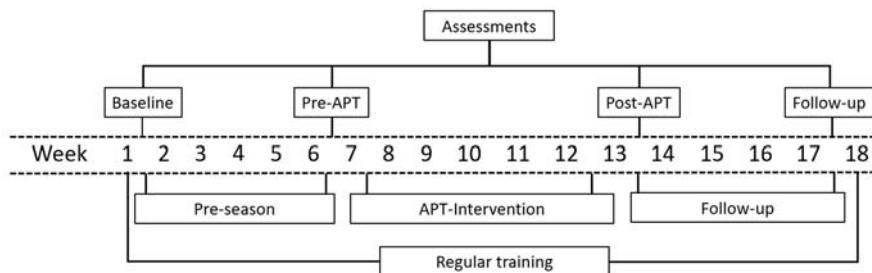 Assessments
Baseline Pre-APT Post-APT Follow-up
Week 1 2 3 4 5 6 7 8 9 10 11 12 13 14 15 16 17 18
Pre-season APT-Intervention Follow-up
Regular training